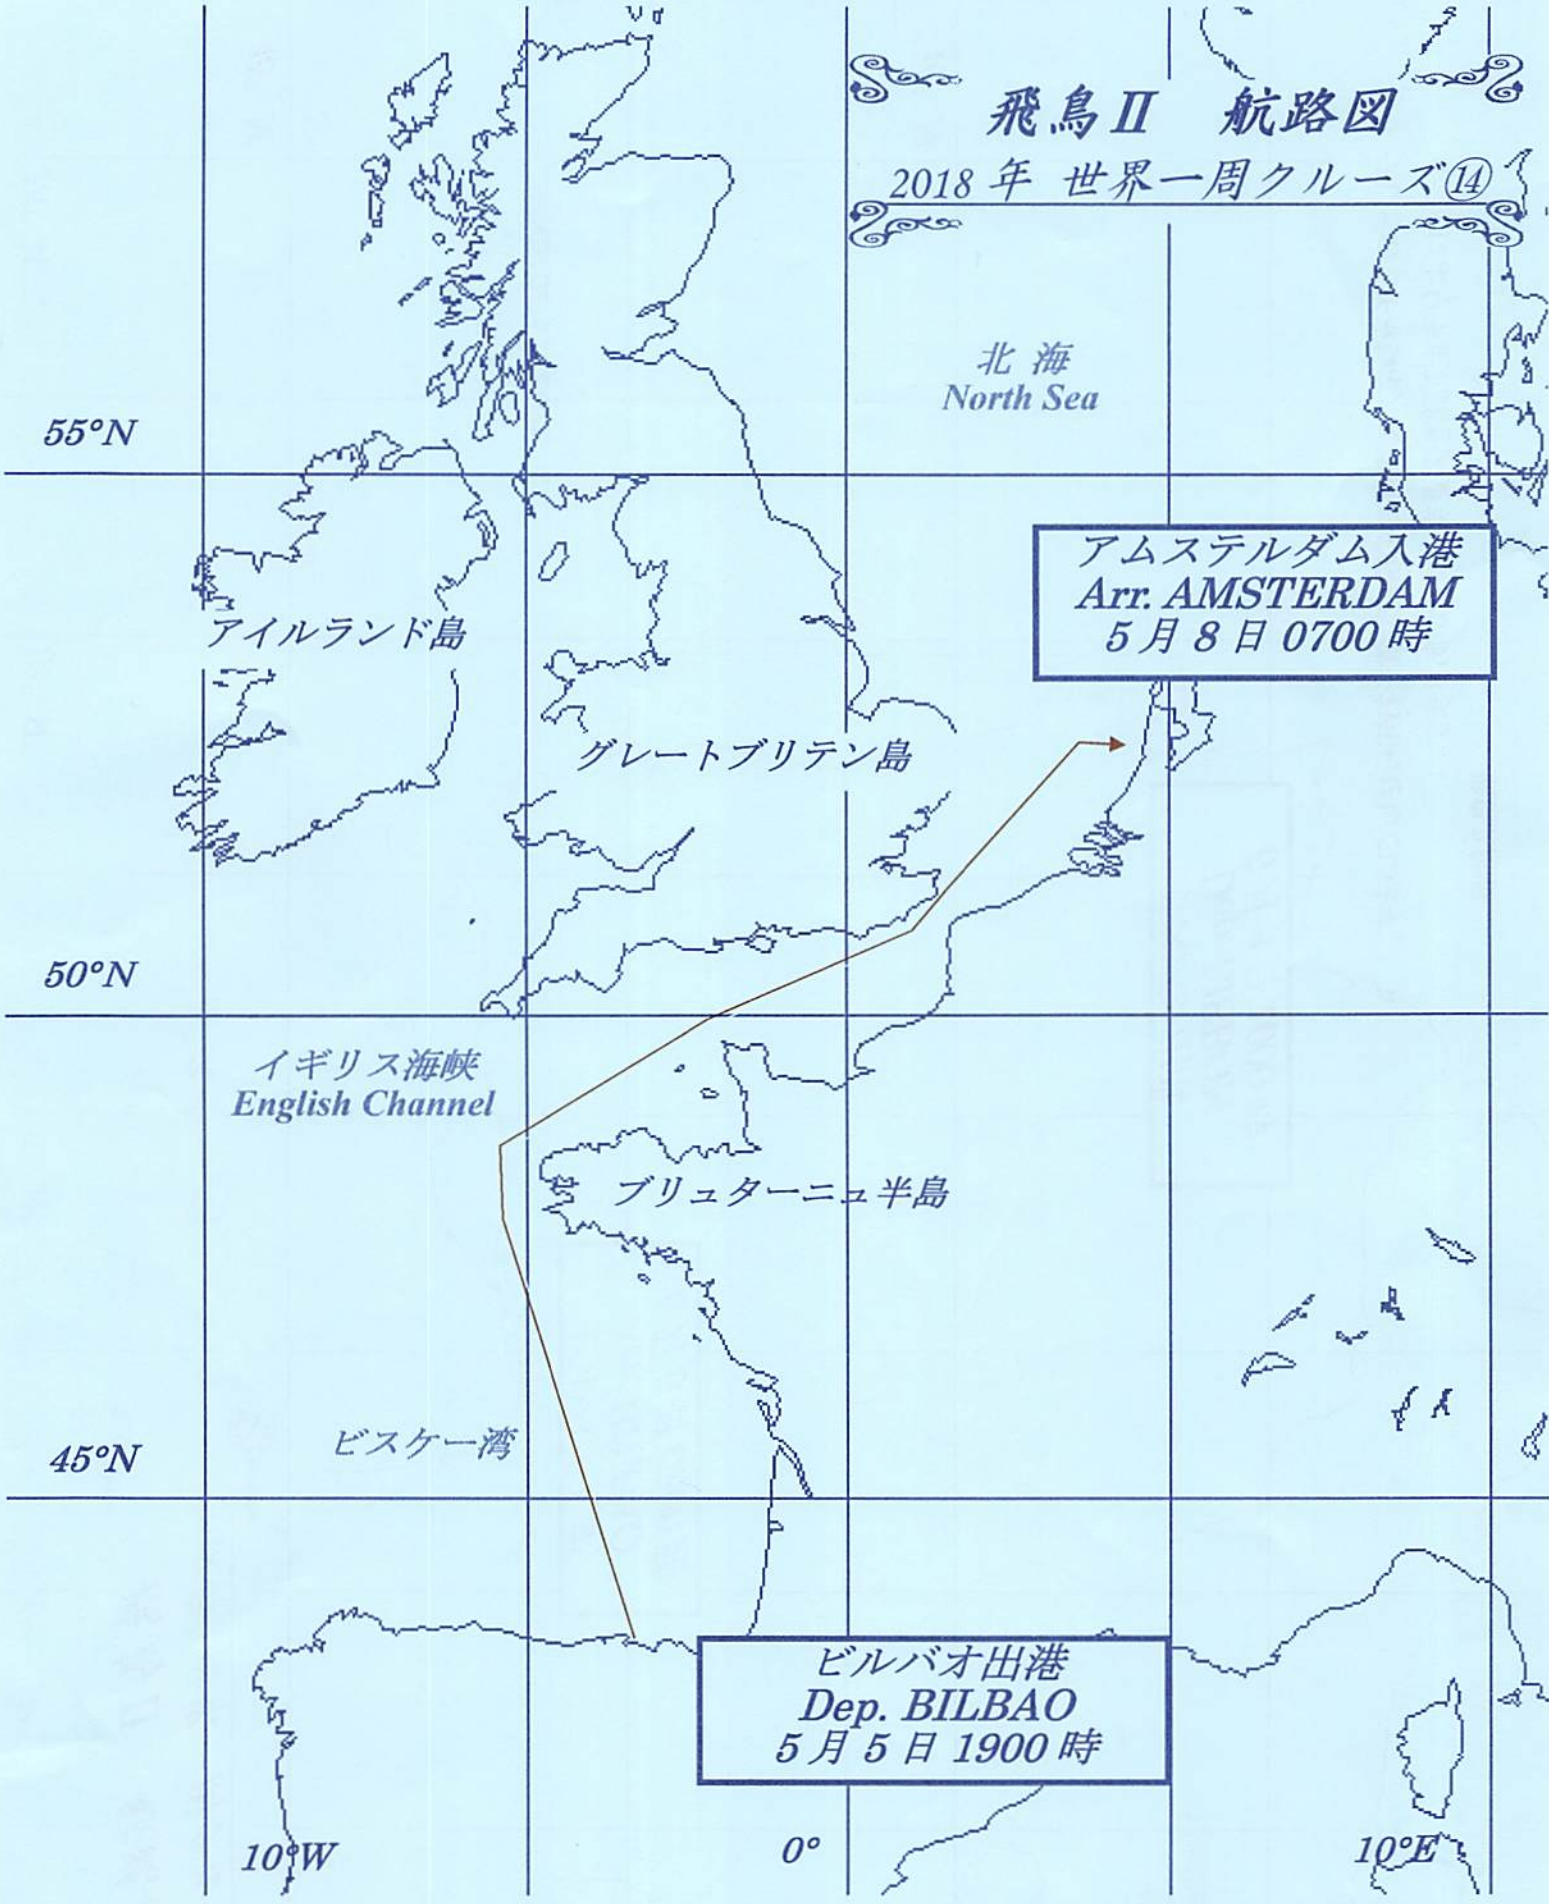 飛鳥Ⅱ 航路図
2018年 世界一周クルーズ⑭
北海
North Sea
55°N
アムステルダム入港
Arr. AMSTERDAM
5月8日0700時
アイルランド島
グレートブリテン島
50°N
イギリス海峡
English Channel
ブリュターニュ半島
ビスケー湾
45°N
ビルバオ出港
Dep. BILBAO
5月5日1900時
10°W
0°
10°E